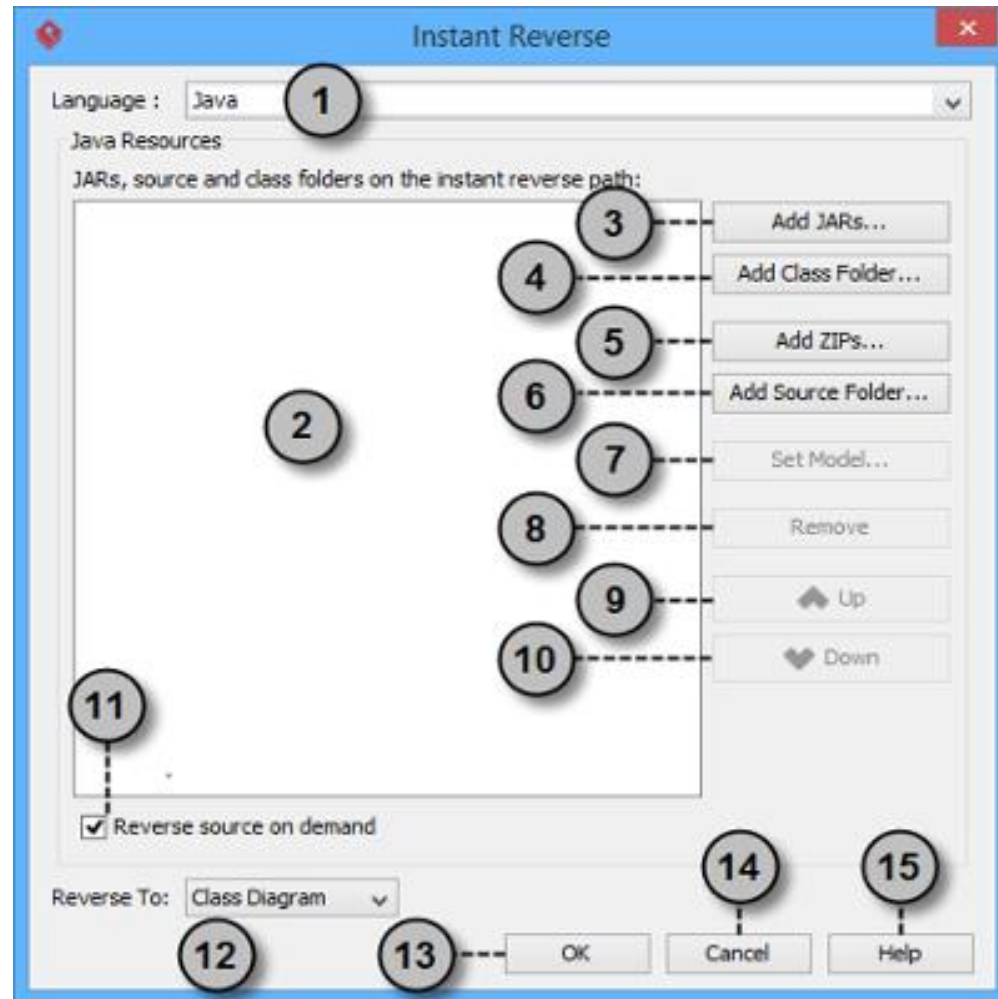 Instant Reverse
Language : Java 1
Java Resources
JARs, source and class folders on the instant reverse path:
3 Add JARs...
4 Add Class Folder...
5 Add ZIPs...
6 Add Source Folder...
2
7 Set Model...
8 Remove
9 Up
10 Down
11
Reverse source on demand
14 15
Reverse To: Class Diagram
12 13 OK Cancel Help